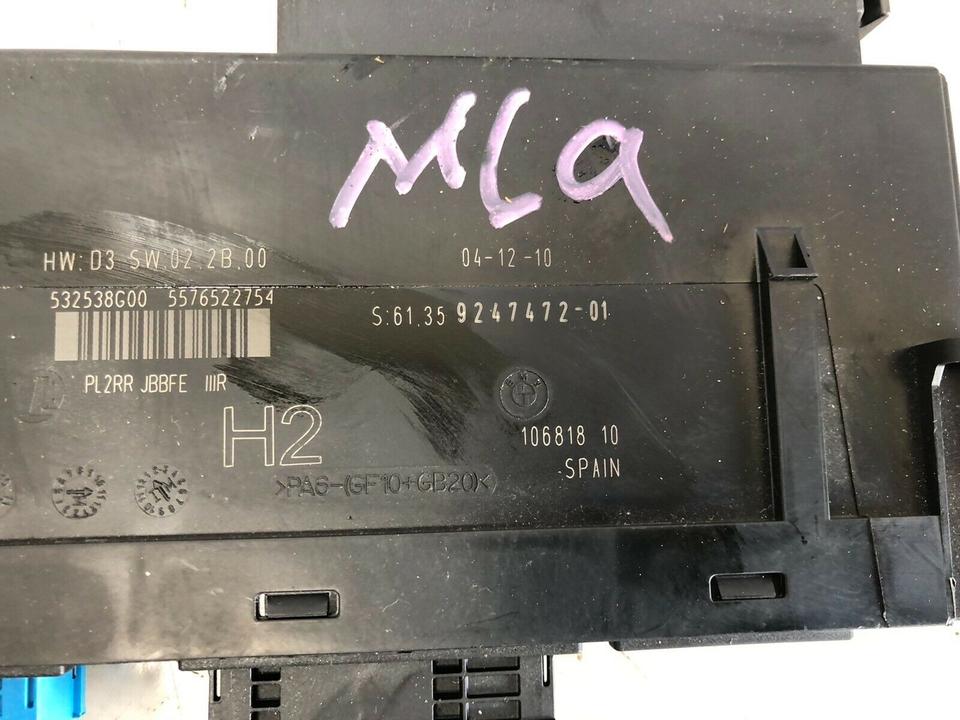 MLa
HW. D3 SW.02.2B.00
04-12-10
532538G00 5576522754
S:61.35 9247472-01
PL2RR JBBFE IIIR
BMW
H2
106818 10
SPAIN
>PA6-(GF10+GB20)<